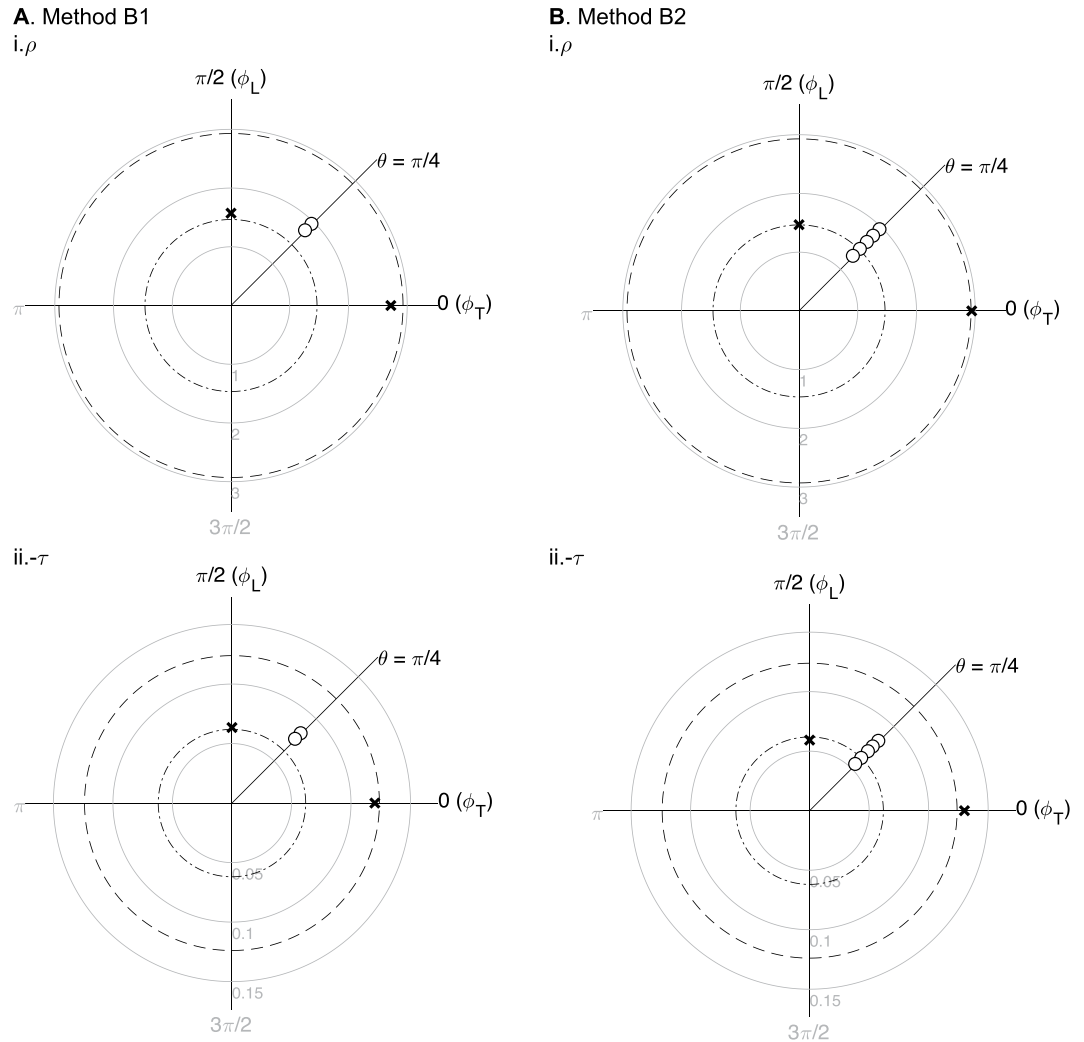 A. Method B1
i.ρ
π/2 (ϕL)
θ = π/4
π
0 (ϕT)
1
2
3
3π/2
ii.-τ
π/2 (ϕL)
θ = π/4
π
0 (ϕT)
0.05
0.1
0.15
3π/2
B. Method B2
i.ρ
π/2 (ϕL)
θ = π/4
π
0 (ϕT)
1
2
3
3π/2
ii.-τ
π/2 (ϕL)
θ = π/4
π
0 (ϕT)
0.05
0.1
0.15
3π/2